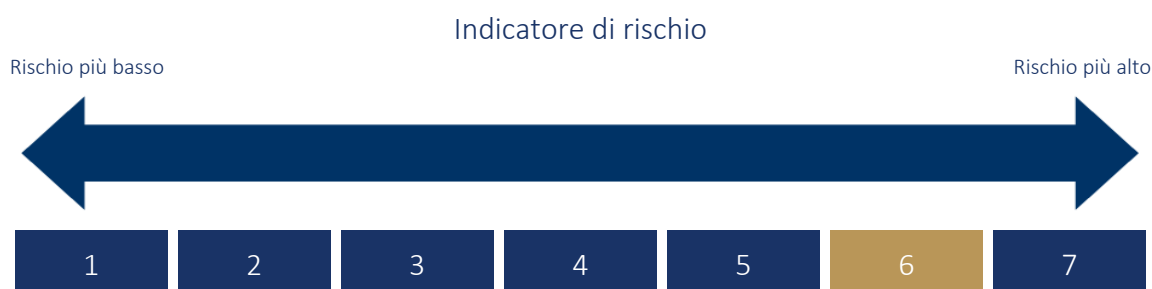 Indicatore di rischio
Rischio più basso
Rischio più alto
1 2 3 4 5 6 7